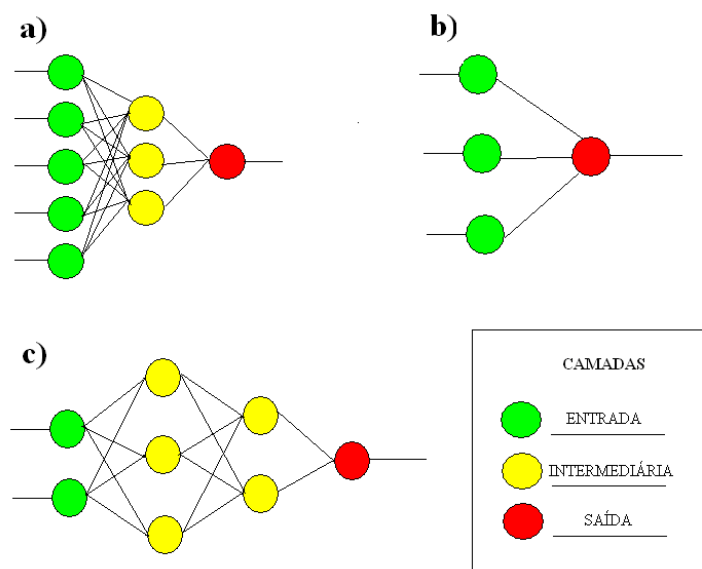 a)
b)
c)
CAMADAS
ENTRADA
INTERMEDIÁRIA
SAÍDA